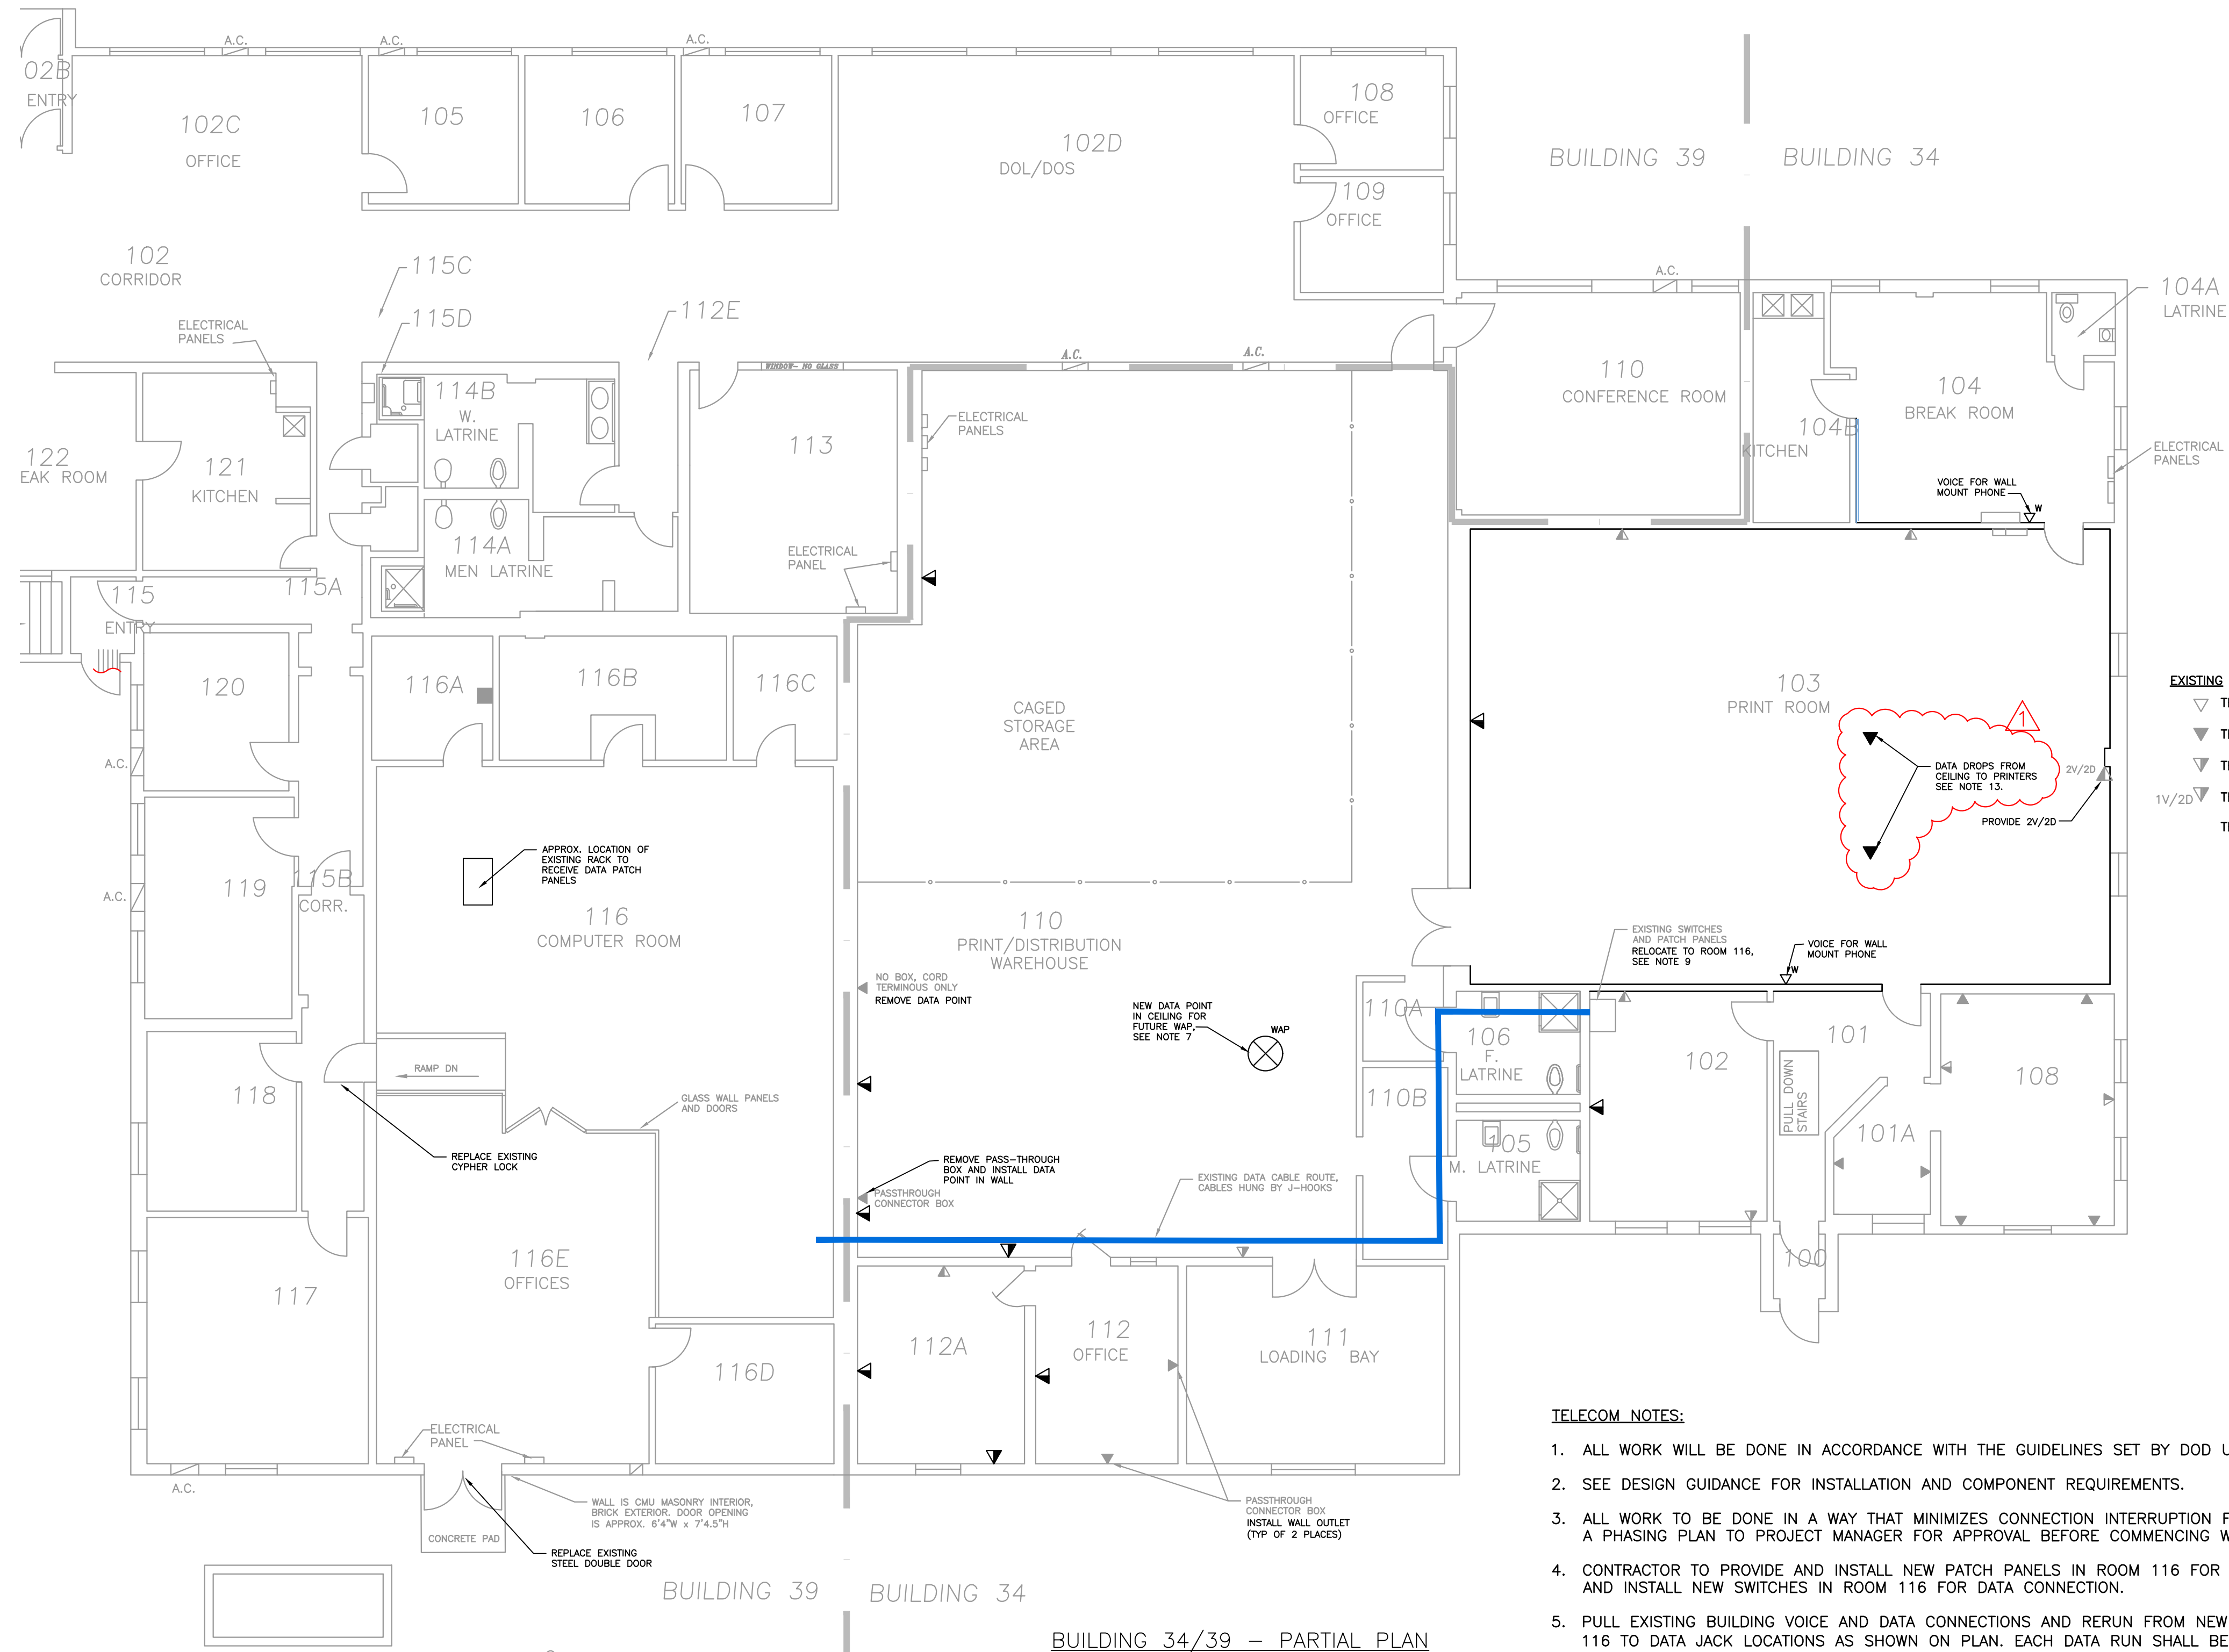 A.C.
A.C.
A.C.
02B
ENTRY
102C
OFFICE
105
106
107
102D
DOL/DOS
108
OFFICE
109
OFFICE
BUILDING 39
BUILDING 34
102
CORRIDOR
115C
115D
112E
ELECTRICAL
PANELS
A.C.
104A
LATRINE
WINDOW- NO GLASS
A.C.
A.C.
110
CONFERENCE ROOM
104B
KITCHEN
104
BREAK ROOM
ELECTRICAL
PANELS
VOICE FOR WALL
MOUNT PHONE
W
122
EAK ROOM
121
KITCHEN
114B
W.
LATRINE
113
ELECTRICAL
PANELS
114A
MEN LATRINE
ELECTRICAL
PANEL
115
ENTRY
115A
120
116A
116B
116C
CAGED
STORAGE
AREA
103
PRINT ROOM
1
DATA DROPS FROM
CEILING TO PRINTERS
SEE NOTE 13.
2V/2D
PROVIDE 2V/2D
EXISTING
1V/2D
A.C.
A.C.
119
115B
CORR.
APPROX. LOCATION OF
EXISTING RACK TO
RECEIVE DATA PATCH
PANELS
116
COMPUTER ROOM
110
PRINT/DISTRIBUTION
WAREHOUSE
NO BOX, CORD
TERMINOUS ONLY
REMOVE DATA POINT
NEW DATA POINT
IN CEILING FOR
FUTURE WAP,
SEE NOTE 7
WAP
EXISTING SWITCHES
AND PATCH PANELS
RELOCATE TO ROOM 116,
SEE NOTE 9
VOICE FOR WALL
MOUNT PHONE
W
110A
106
F.
LATRINE
102
101
PULL DOWN
STAIRS
108
118
RAMP DN
GLASS WALL PANELS
AND DOORS
110B
105
M. LATRINE
101A
REPLACE EXISTING
CYPHER LOCK
REMOVE PASS-THROUGH
BOX AND INSTALL DATA
POINT IN WALL
PASSTHROUGH
CONNECTOR BOX
EXISTING DATA CABLE ROUTE,
CABLES HUNG BY J-HOOKS
117
116E
OFFICES
100
116D
112A
112
OFFICE
111
LOADING BAY
ELECTRICAL
PANEL
A.C.
WALL IS CMU MASONRY INTERIOR,
BRICK EXTERIOR. DOOR OPENING
IS APPROX. 6'4"W x 7'4.5"H
CONCRETE PAD
REPLACE EXISTING
STEEL DOUBLE DOOR
PASSTHROUGH
CONNECTOR BOX
INSTALL WALL OUTLET
(TYP OF 2 PLACES)
BUILDING 39
BUILDING 34
BUILDING 34/39 – PARTIAL PLAN
TELECOM NOTES:
1. ALL WORK WILL BE DONE IN ACCORDANCE WITH THE GUIDELINES SET BY DOD
2. SEE DESIGN GUIDANCE FOR INSTALLATION AND COMPONENT REQUIREMENTS.
3. ALL WORK TO BE DONE IN A WAY THAT MINIMIZES CONNECTION INTERRUPTION
A PHASING PLAN TO PROJECT MANAGER FOR APPROVAL BEFORE COMMENCING
4. CONTRACTOR TO PROVIDE AND INSTALL NEW PATCH PANELS IN ROOM 116 FOR
AND INSTALL NEW SWITCHES IN ROOM 116 FOR DATA CONNECTION.
5. PULL EXISTING BUILDING VOICE AND DATA CONNECTIONS AND RERUN FROM NEW
116 TO DATA JACK LOCATIONS AS SHOWN ON PLAN. EACH DATA RUN SHALL BE